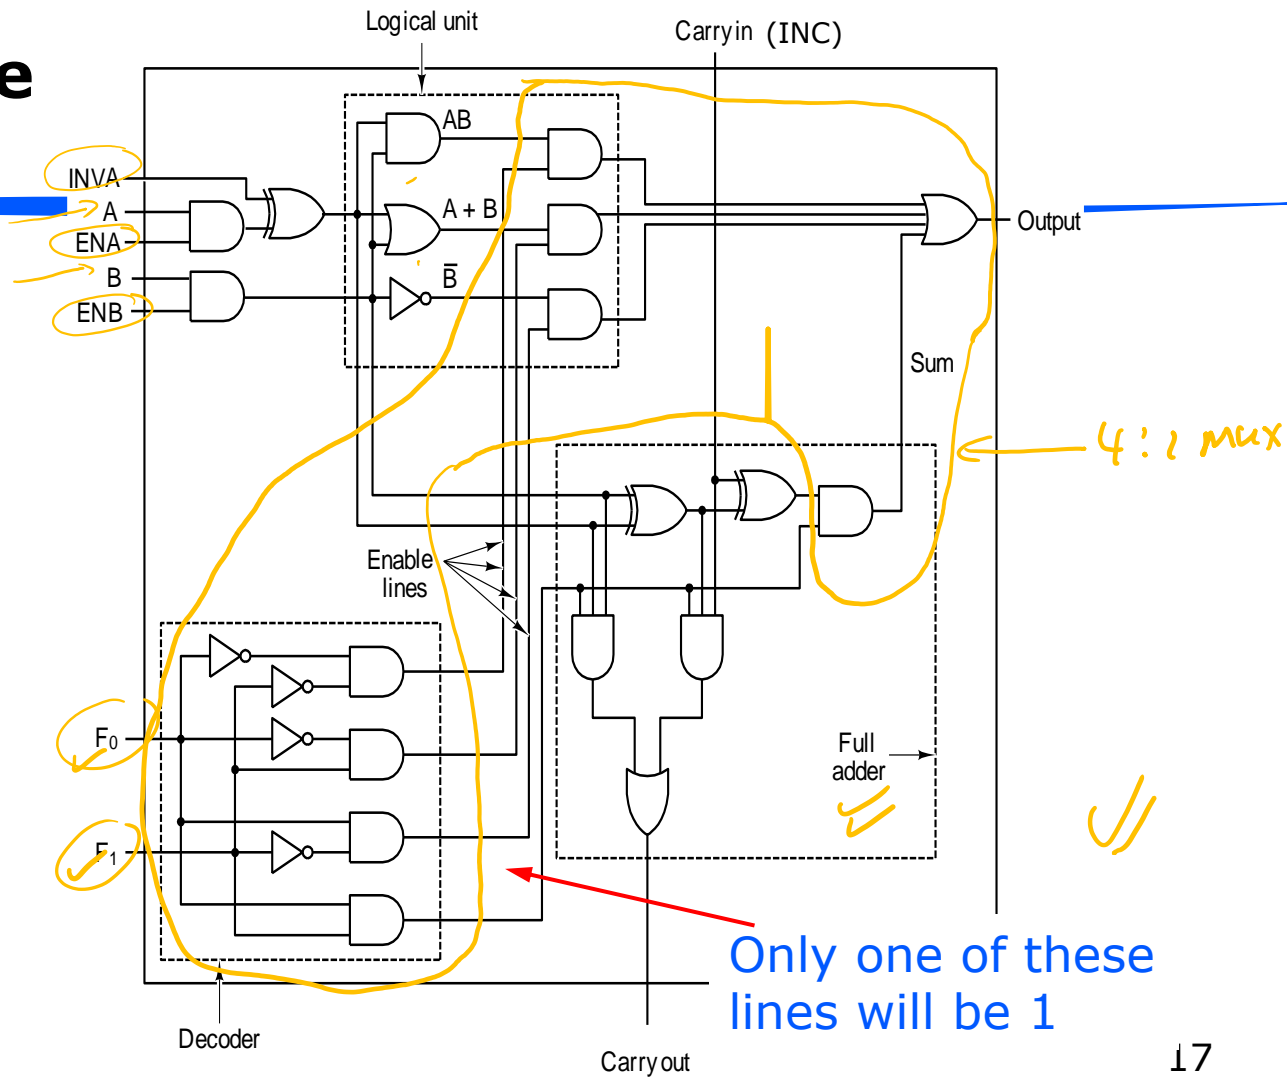 e
Logical unit
Carry in (INC)
INVA
A
ENA
B
ENB
AB
A + B
B̅
Output
Sum
4:1 mux
Enable
lines
F₀
F₁
Full
adder
Only one of these
lines will be 1
Decoder
Carry out
17